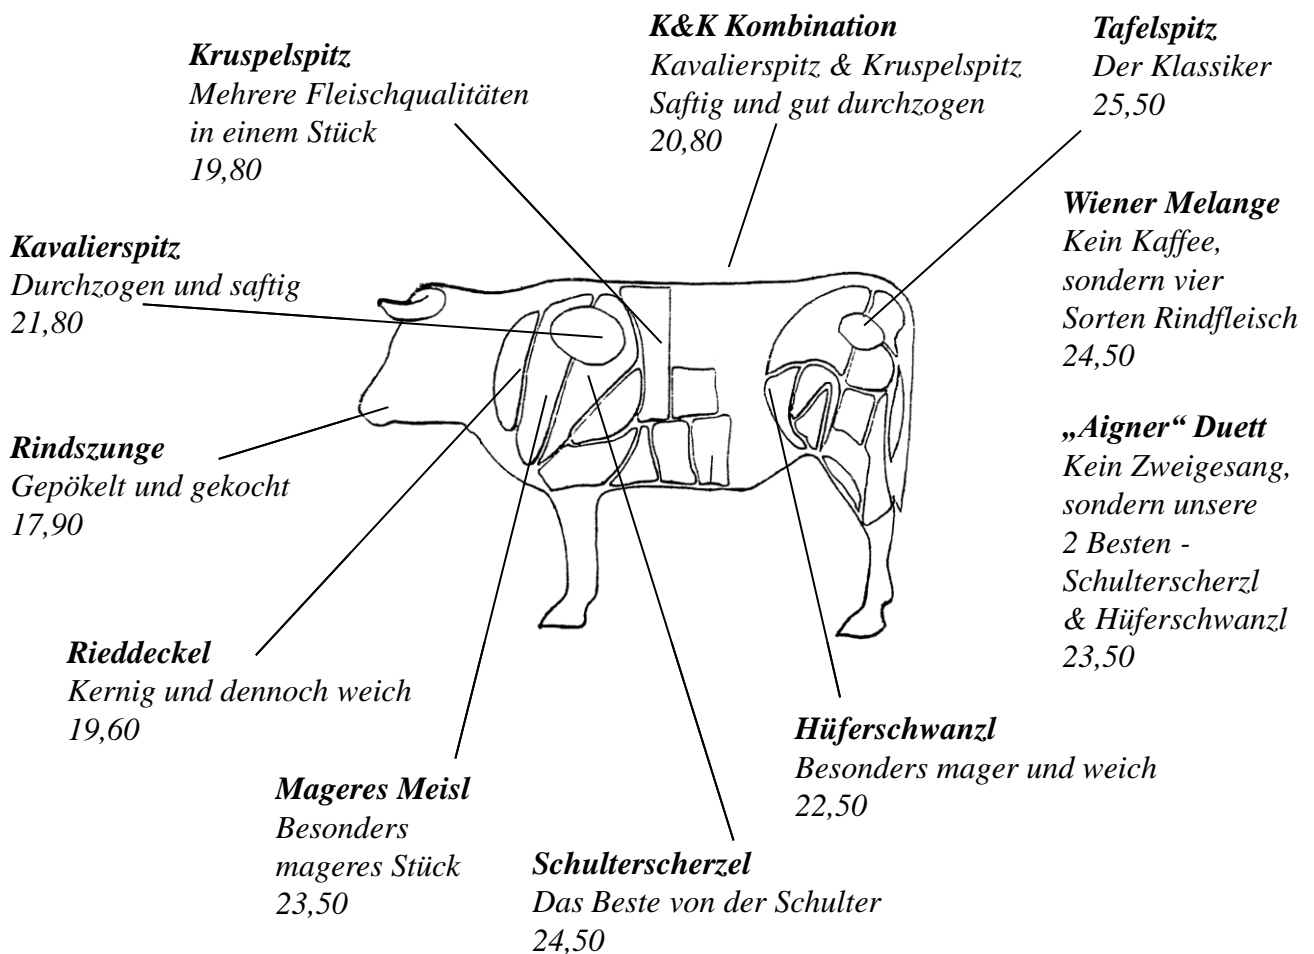 Kruspelspitz
Mehrere Fleischqualitäten
in einem Stück
19,80
K&K Kombination
Kavalierspitz & Kruspelspitz
Saftig und gut durchzogen
20,80
Tafelspitz
Der Klassiker
25,50
Kavalierspitz
Durchzogen und saftig
21,80
Wiener Melange
Kein Kaffee,
sondern vier
Sorten Rindfleisch
24,50
Rindszunge
Gepökelt und gekocht
17,90
„Aigner“ Duett
Kein Zweigesang,
sondern unsere
2 Besten -
Schulterscherzl
& Hüferschwanzl
23,50
Rieddeckel
Kernig und dennoch weich
19,60
Hüferschwanzl
Besonders mager und weich
22,50
Mageres Meisl
Besonders
mageres Stück
23,50
Schulterscherzel
Das Beste von der Schulter
24,50